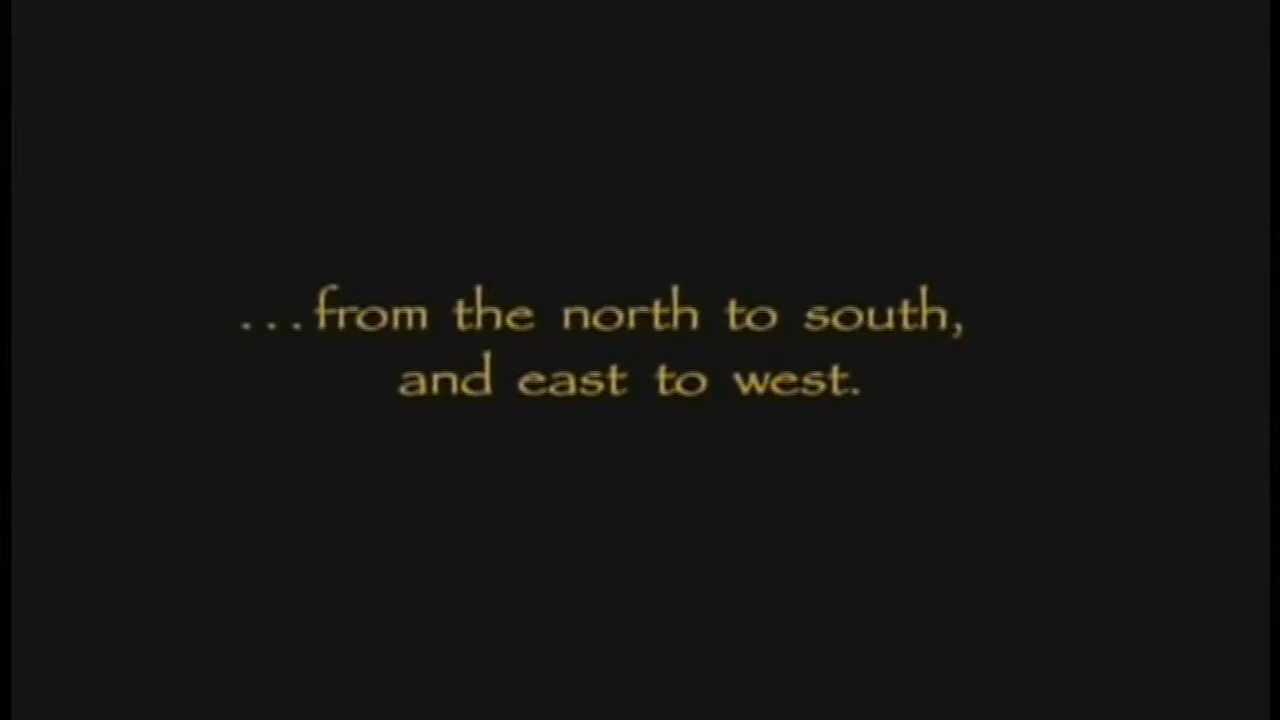 ...from the north to south,
and east to west.